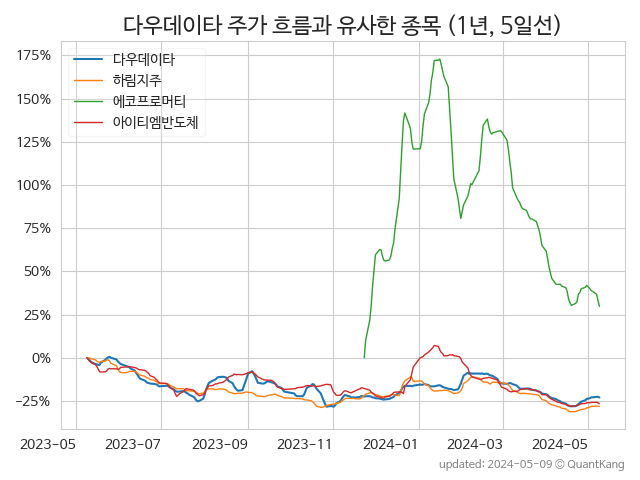 다우데이타 주가 흐름과 유사한 종목 (1년, 5일선)
175%
150%
125%
100%
75%
50%
25%
0%
−25%
다우데이타
하림지주
에코프로머티
아이티엠반도체
2023-05 2023-07 2023-09 2023-11 2024-01 2024-03 2024-05
updated: 2024-05-09 © QuantKang